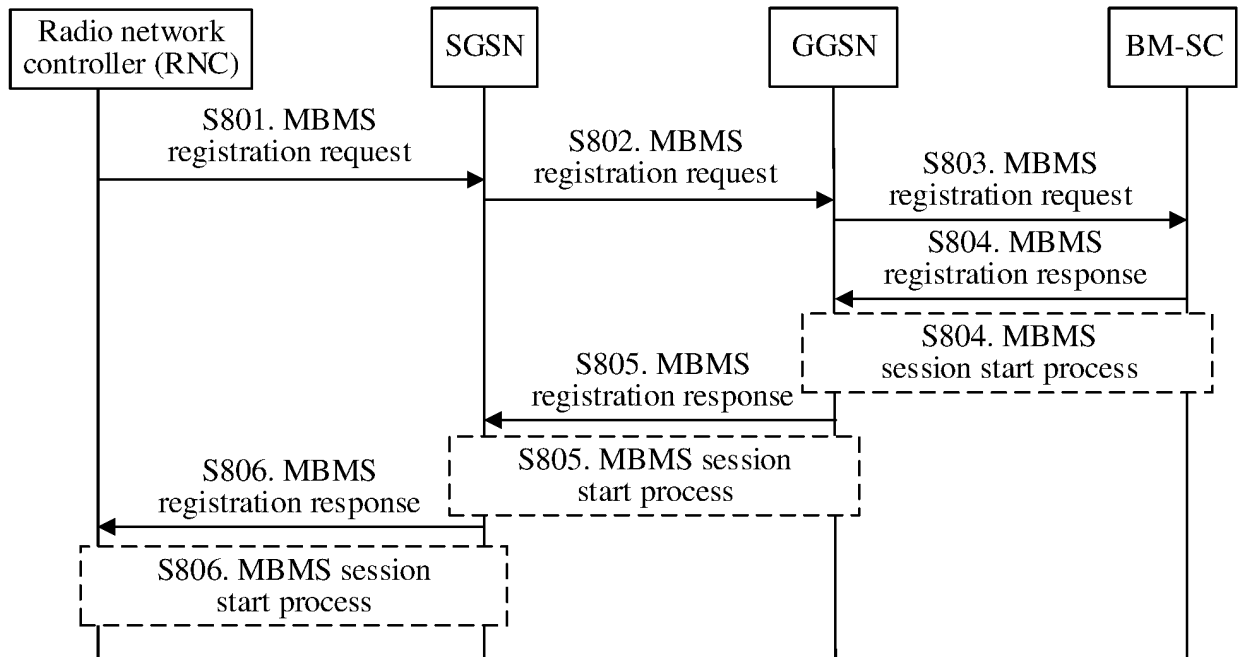 Radio network
controller (RNC)
SGSN
GGSN
BM-SC
S801. MBMS
registration request
S802. MBMS
registration request
S803. MBMS
registration request
S804. MBMS
registration response
S804. MBMS
session start process
S805. MBMS
registration response
S805. MBMS session
start process
S806. MBMS
registration response
S806. MBMS session
start process